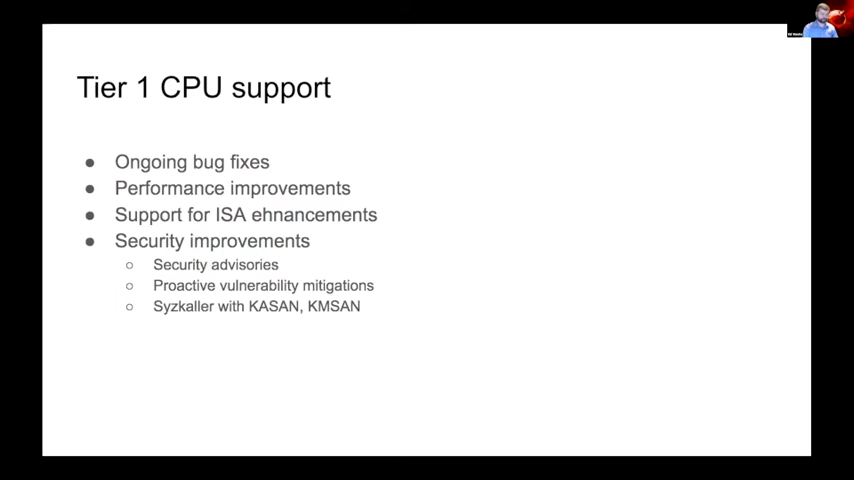 Tier 1 CPU support
● Ongoing bug fixes
● Performance improvements
● Support for ISA ehnancements
● Security improvements
○ Security advisories
○ Proactive vulnerability mitigations
○ Syzkaller with KASAN, KMSAN